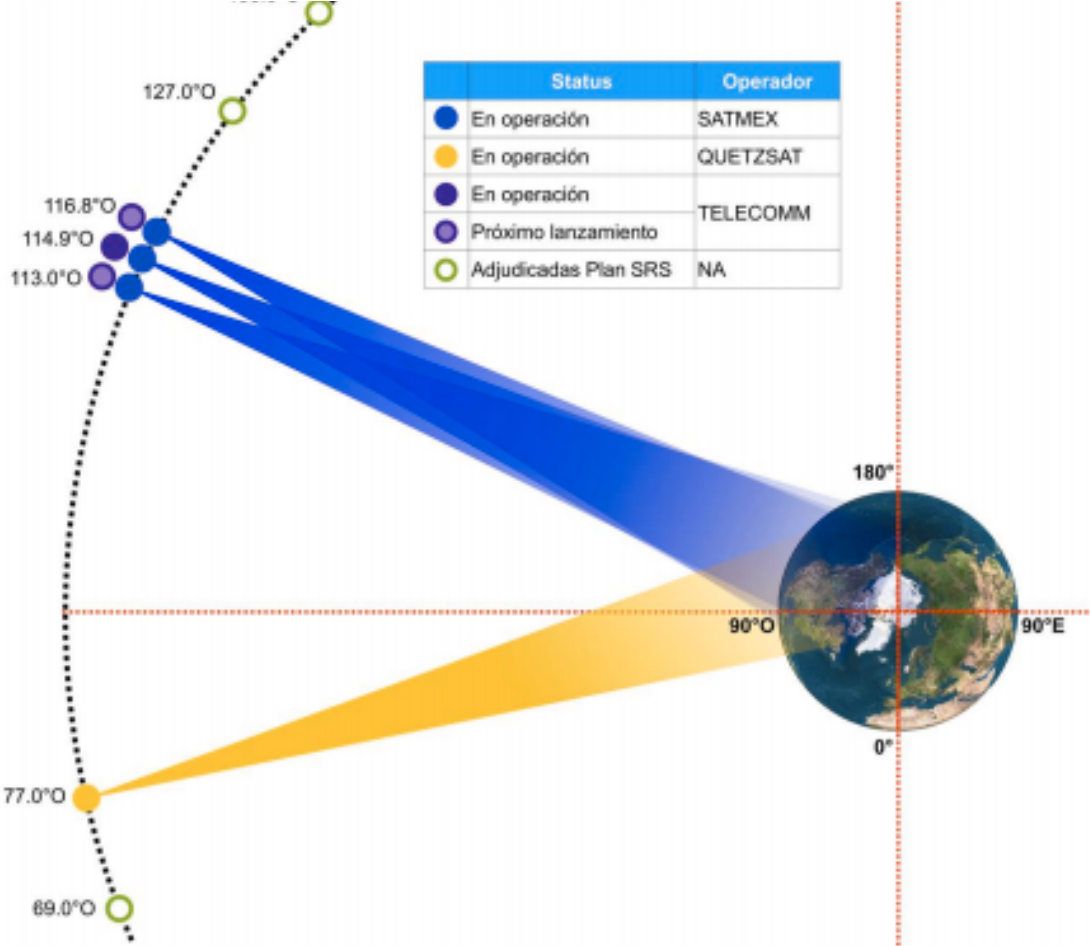 Status Operador
En operación SATMEX
En operación QUETZSAT
En operación
TELECOMM
Próximo lanzamiento
Adjudicadas Plan SRS NA
127.0°O
116.8°O
114.9°O
113.0°O
180°
90°O
90°E
0°
77.0°O
69.0°O